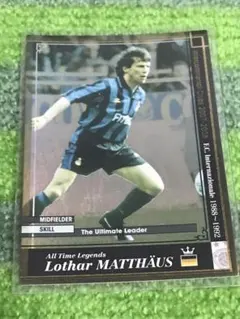 F.C. Internazionale 1988~1992
MIDFIELDER
SKILL
The Ultimate Leader
All Time Legends
Lothar MATTHÄUS